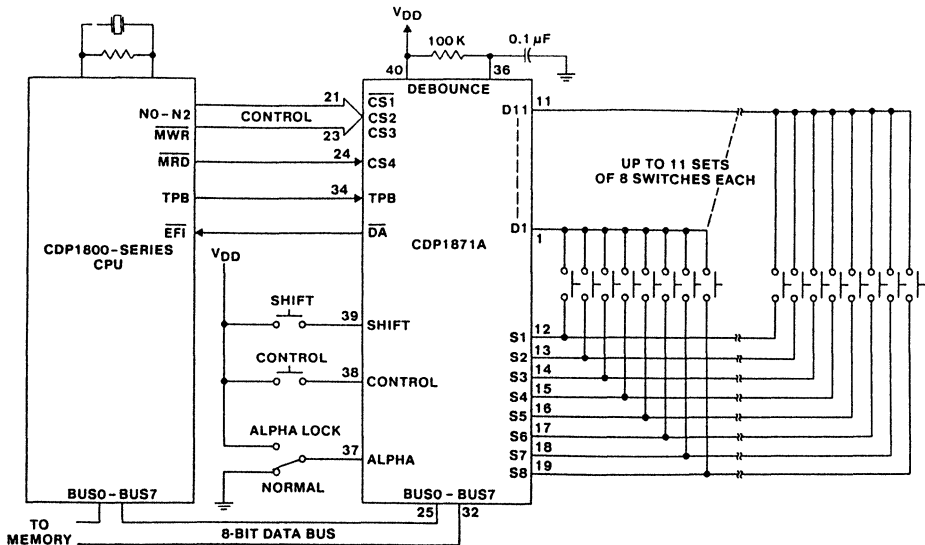 VDD
100 K
0.1 µF
40
36
DEBOUNCE
N0–N2
CONTROL
21
CS1
CS2
MWR
23
CS3
MRD
24
CS4
TPB
34
TPB
EFI
DA
CDP1800–SERIES
CPU
CDP1871A
D11
11
UP TO 11 SETS
OF 8 SWITCHES EACH
D1
1
VDD
SHIFT
39
SHIFT
CONTROL
38
CONTROL
ALPHA LOCK
37
ALPHA
NORMAL
S1
12
S2
13
S3
14
S4
15
S5
16
S6
17
S7
18
S8
19
BUS0–BUS7
BUS0 – BUS7
25
32
TO
MEMORY
8-BIT DATA BUS